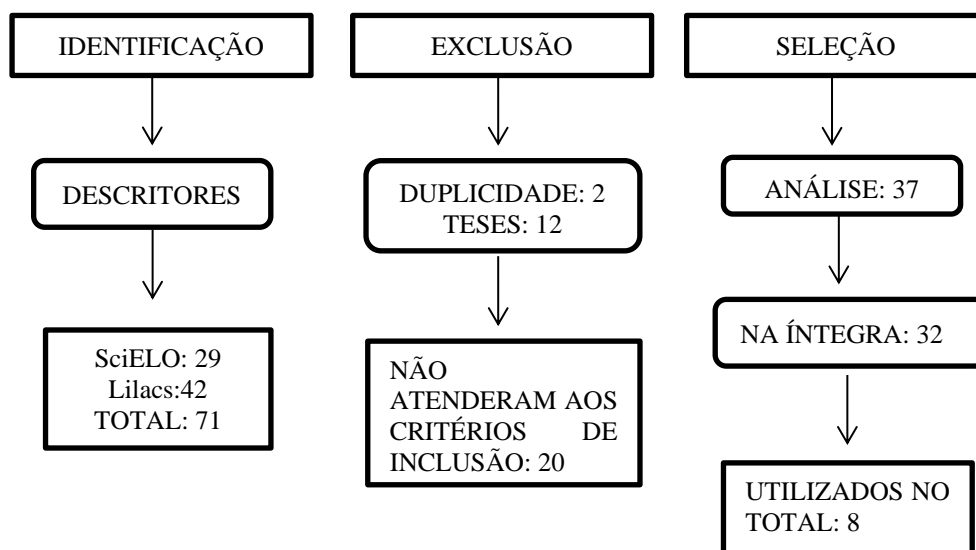 IDENTIFICAÇÃO
DESCRITORES
SciELO: 29
Lilacs:42
TOTAL: 71
EXCLUSÃO
DUPLICIDADE: 2
TESES: 12
NÃO
ATENDERAM AOS
CRITÉRIOS DE
INCLUSÃO: 20
SELEÇÃO
ANÁLISE: 37
NA ÍNTEGRA: 32
UTILIZADOS NO
TOTAL: 8